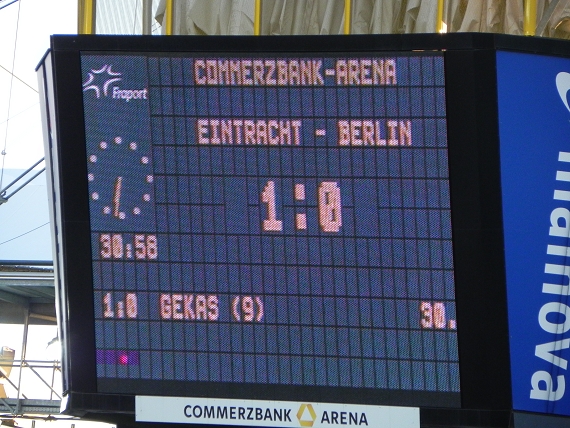 COMMERZBANK-ARENA
Fraport
EINTRACHT - BERLIN
1:0
30:58
1:0 GEKAS (9) 30.
COMMERZBANK ARENA
mainova